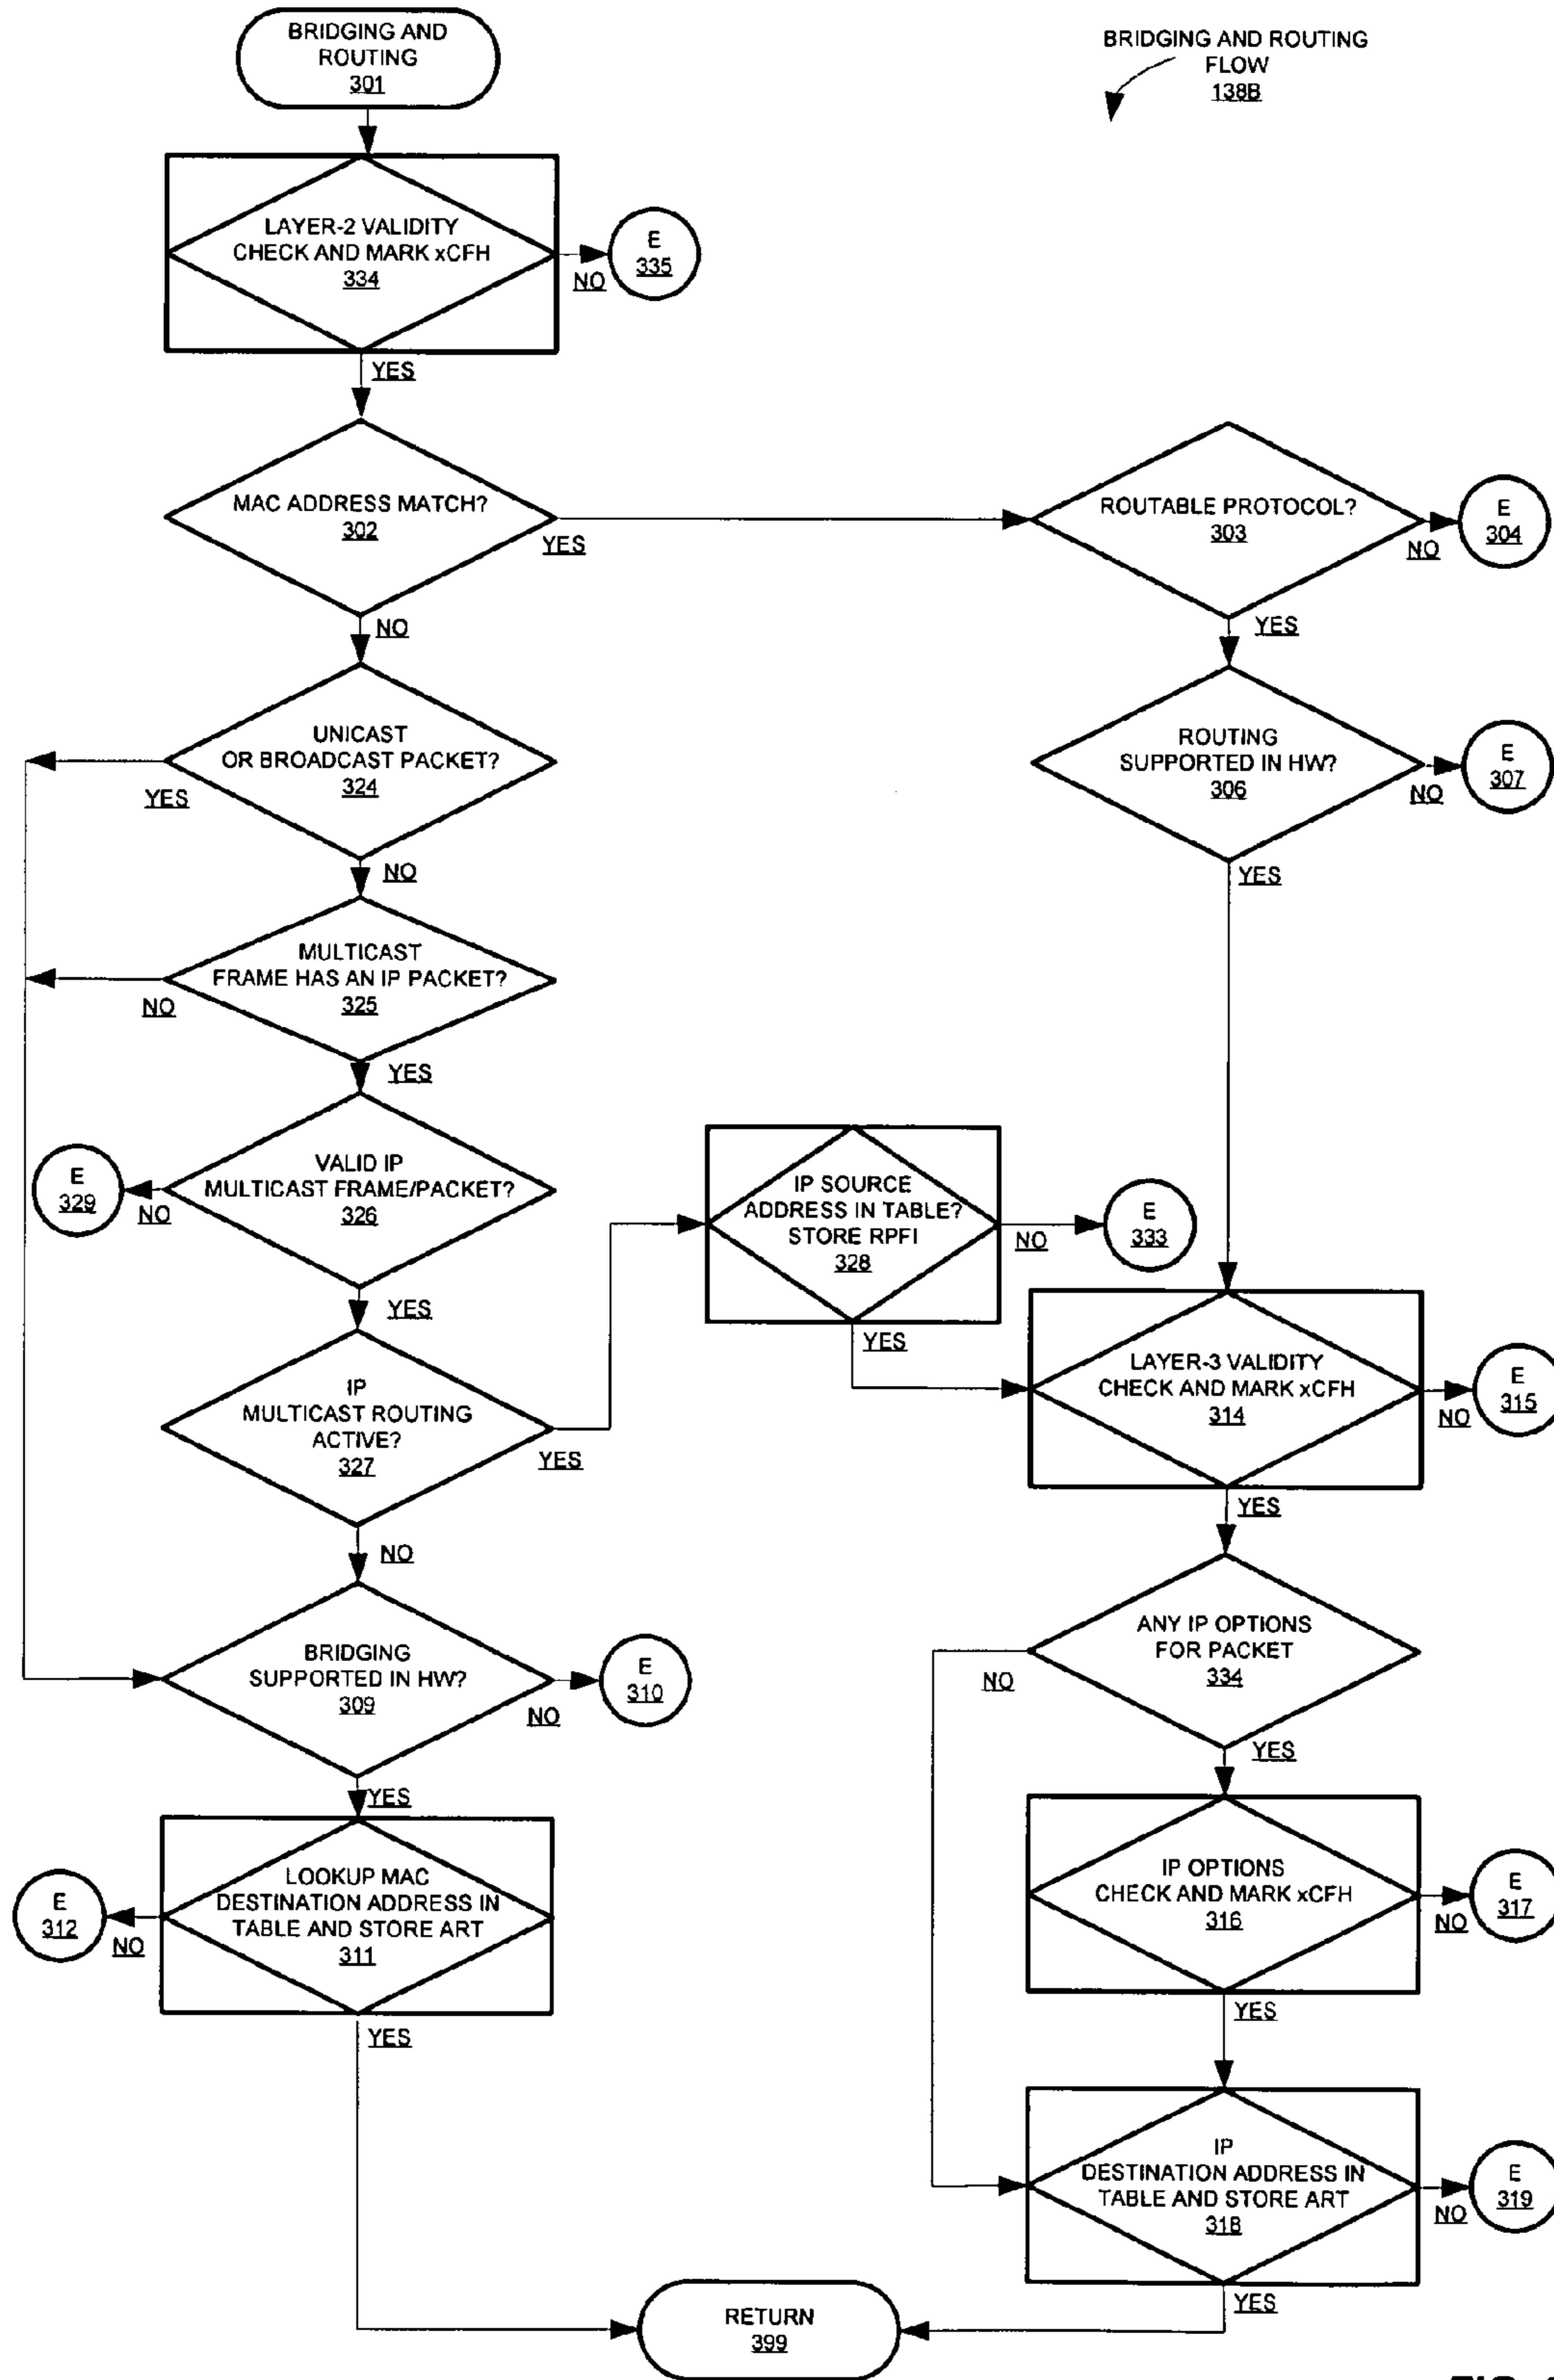 BRIDGING AND
ROUTING
301
BRIDGING AND ROUTING
FLOW
138B
LAYER-2 VALIDITY
CHECK AND MARK xCFH
334
NO
E
335
YES
MAC ADDRESS MATCH?
302
YES
ROUTABLE PROTOCOL?
303
NO
E
304
NO
YES
UNICAST
OR BROADCAST PACKET?
324
YES
ROUTING
SUPPORTED IN HW?
306
NO
E
307
NO
YES
MULTICAST
FRAME HAS AN IP PACKET?
325
NO
YES
VALID IP
MULTICAST FRAME/PACKET?
326
E
329
NO
IP SOURCE
ADDRESS IN TABLE?
STORE RPFI
328
NO
E
333
YES
YES
IP
MULTICAST ROUTING
ACTIVE?
327
YES
LAYER-3 VALIDITY
CHECK AND MARK xCFH
314
NO
E
315
YES
NO
BRIDGING
SUPPORTED IN HW?
309
NO
E
310
ANY IP OPTIONS
FOR PACKET
334
NO
YES
YES
LOOKUP MAC
DESTINATION ADDRESS IN
TABLE AND STORE ART
311
E
312
NO
IP OPTIONS
CHECK AND MARK xCFH
316
NO
E
317
YES
YES
IP
DESTINATION ADDRESS IN
TABLE AND STORE ART
318
NO
E
319
YES
RETURN
399